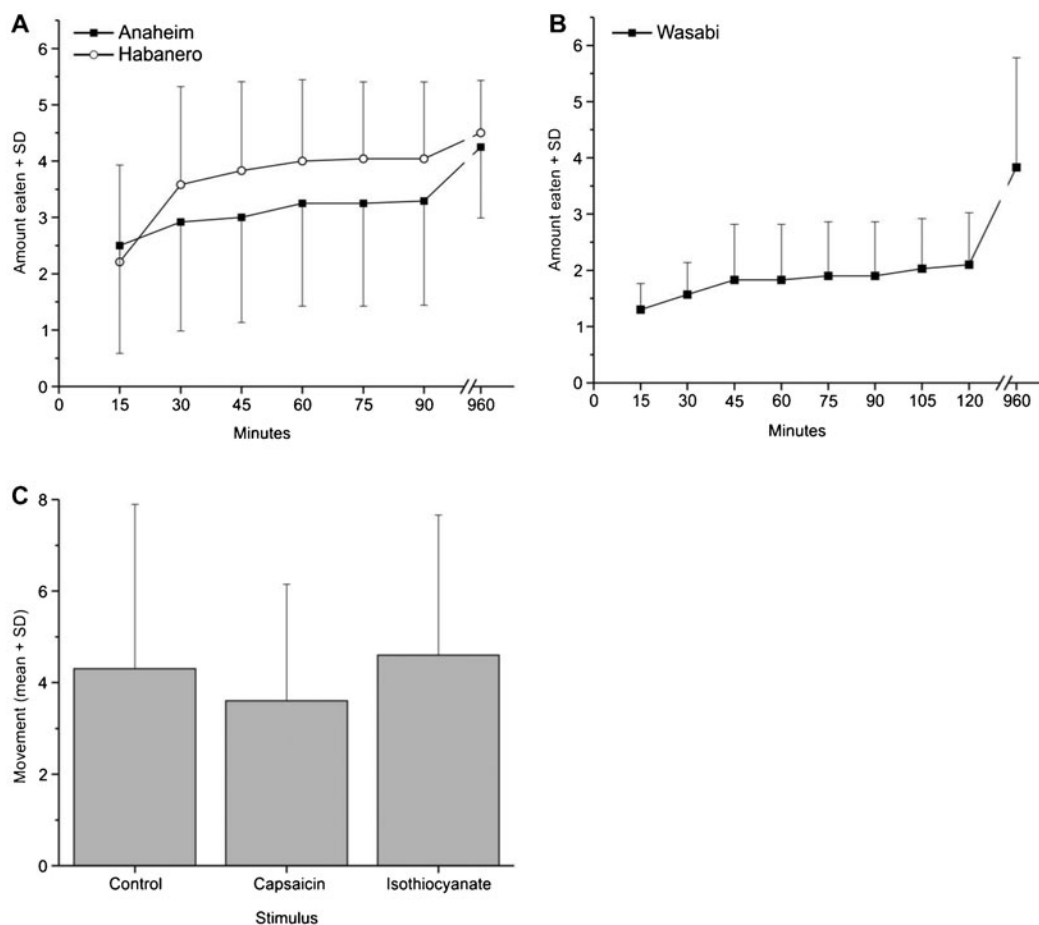 A
Anaheim
Habanero
6
5
4
3
2
1
0
Amount eaten + SD
0 15 30 45 60 75 90 960
Minutes
B
Wasabi
6
5
4
3
2
1
0
Amount eaten + SD
0 15 30 45 60 75 90 105 120 960
Minutes
C
8
6
4
2
0
Movement (mean + SD)
Control Capsaicin Isothiocyanate
Stimulus